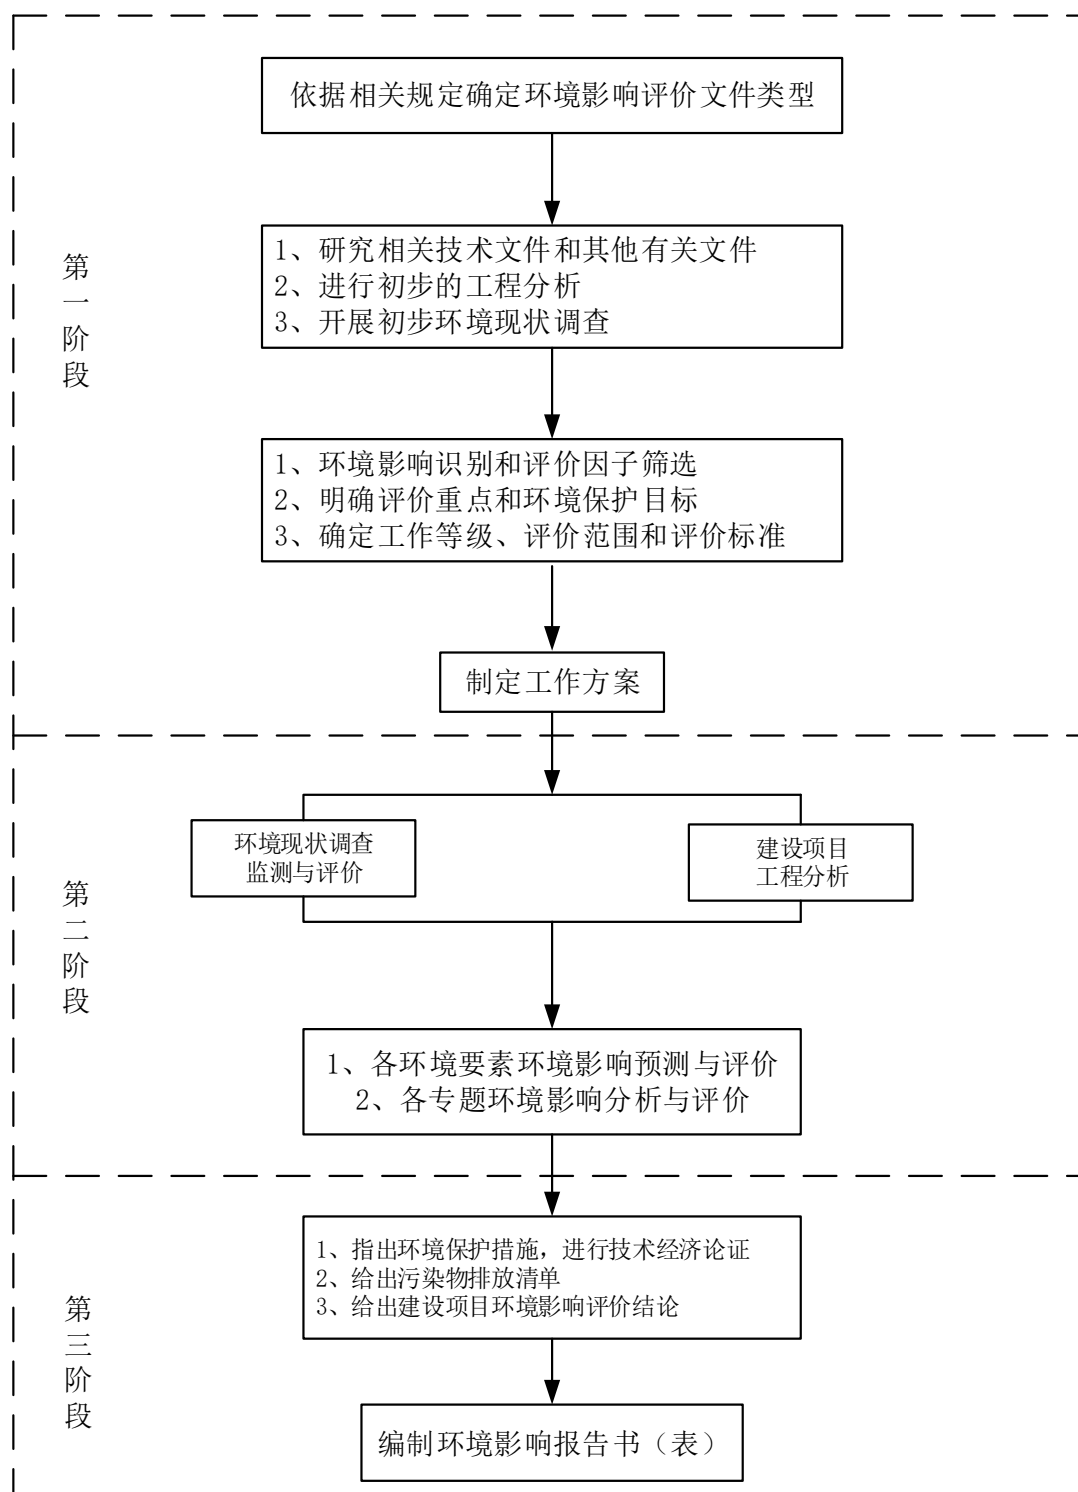 依据相关规定确定环境影响评价文件类型
第一阶段
1、研究相关技术文件和其他有关文件
2、进行初步的工程分析
3、开展初步环境现状调查
1、环境影响识别和评价因子筛选
2、明确评价重点和环境保护目标
3、确定工作等级、评价范围和评价标准
制定工作方案
第二阶段
环境现状调查
监测与评价
建设项目
工程分析
1、各环境要素环境影响预测与评价
2、各专题环境影响分析与评价
第三阶段
1、指出环境保护措施，进行技术经济论证
2、给出污染物排放清单
3、给出建设项目环境影响评价结论
编制环境影响报告书（表）